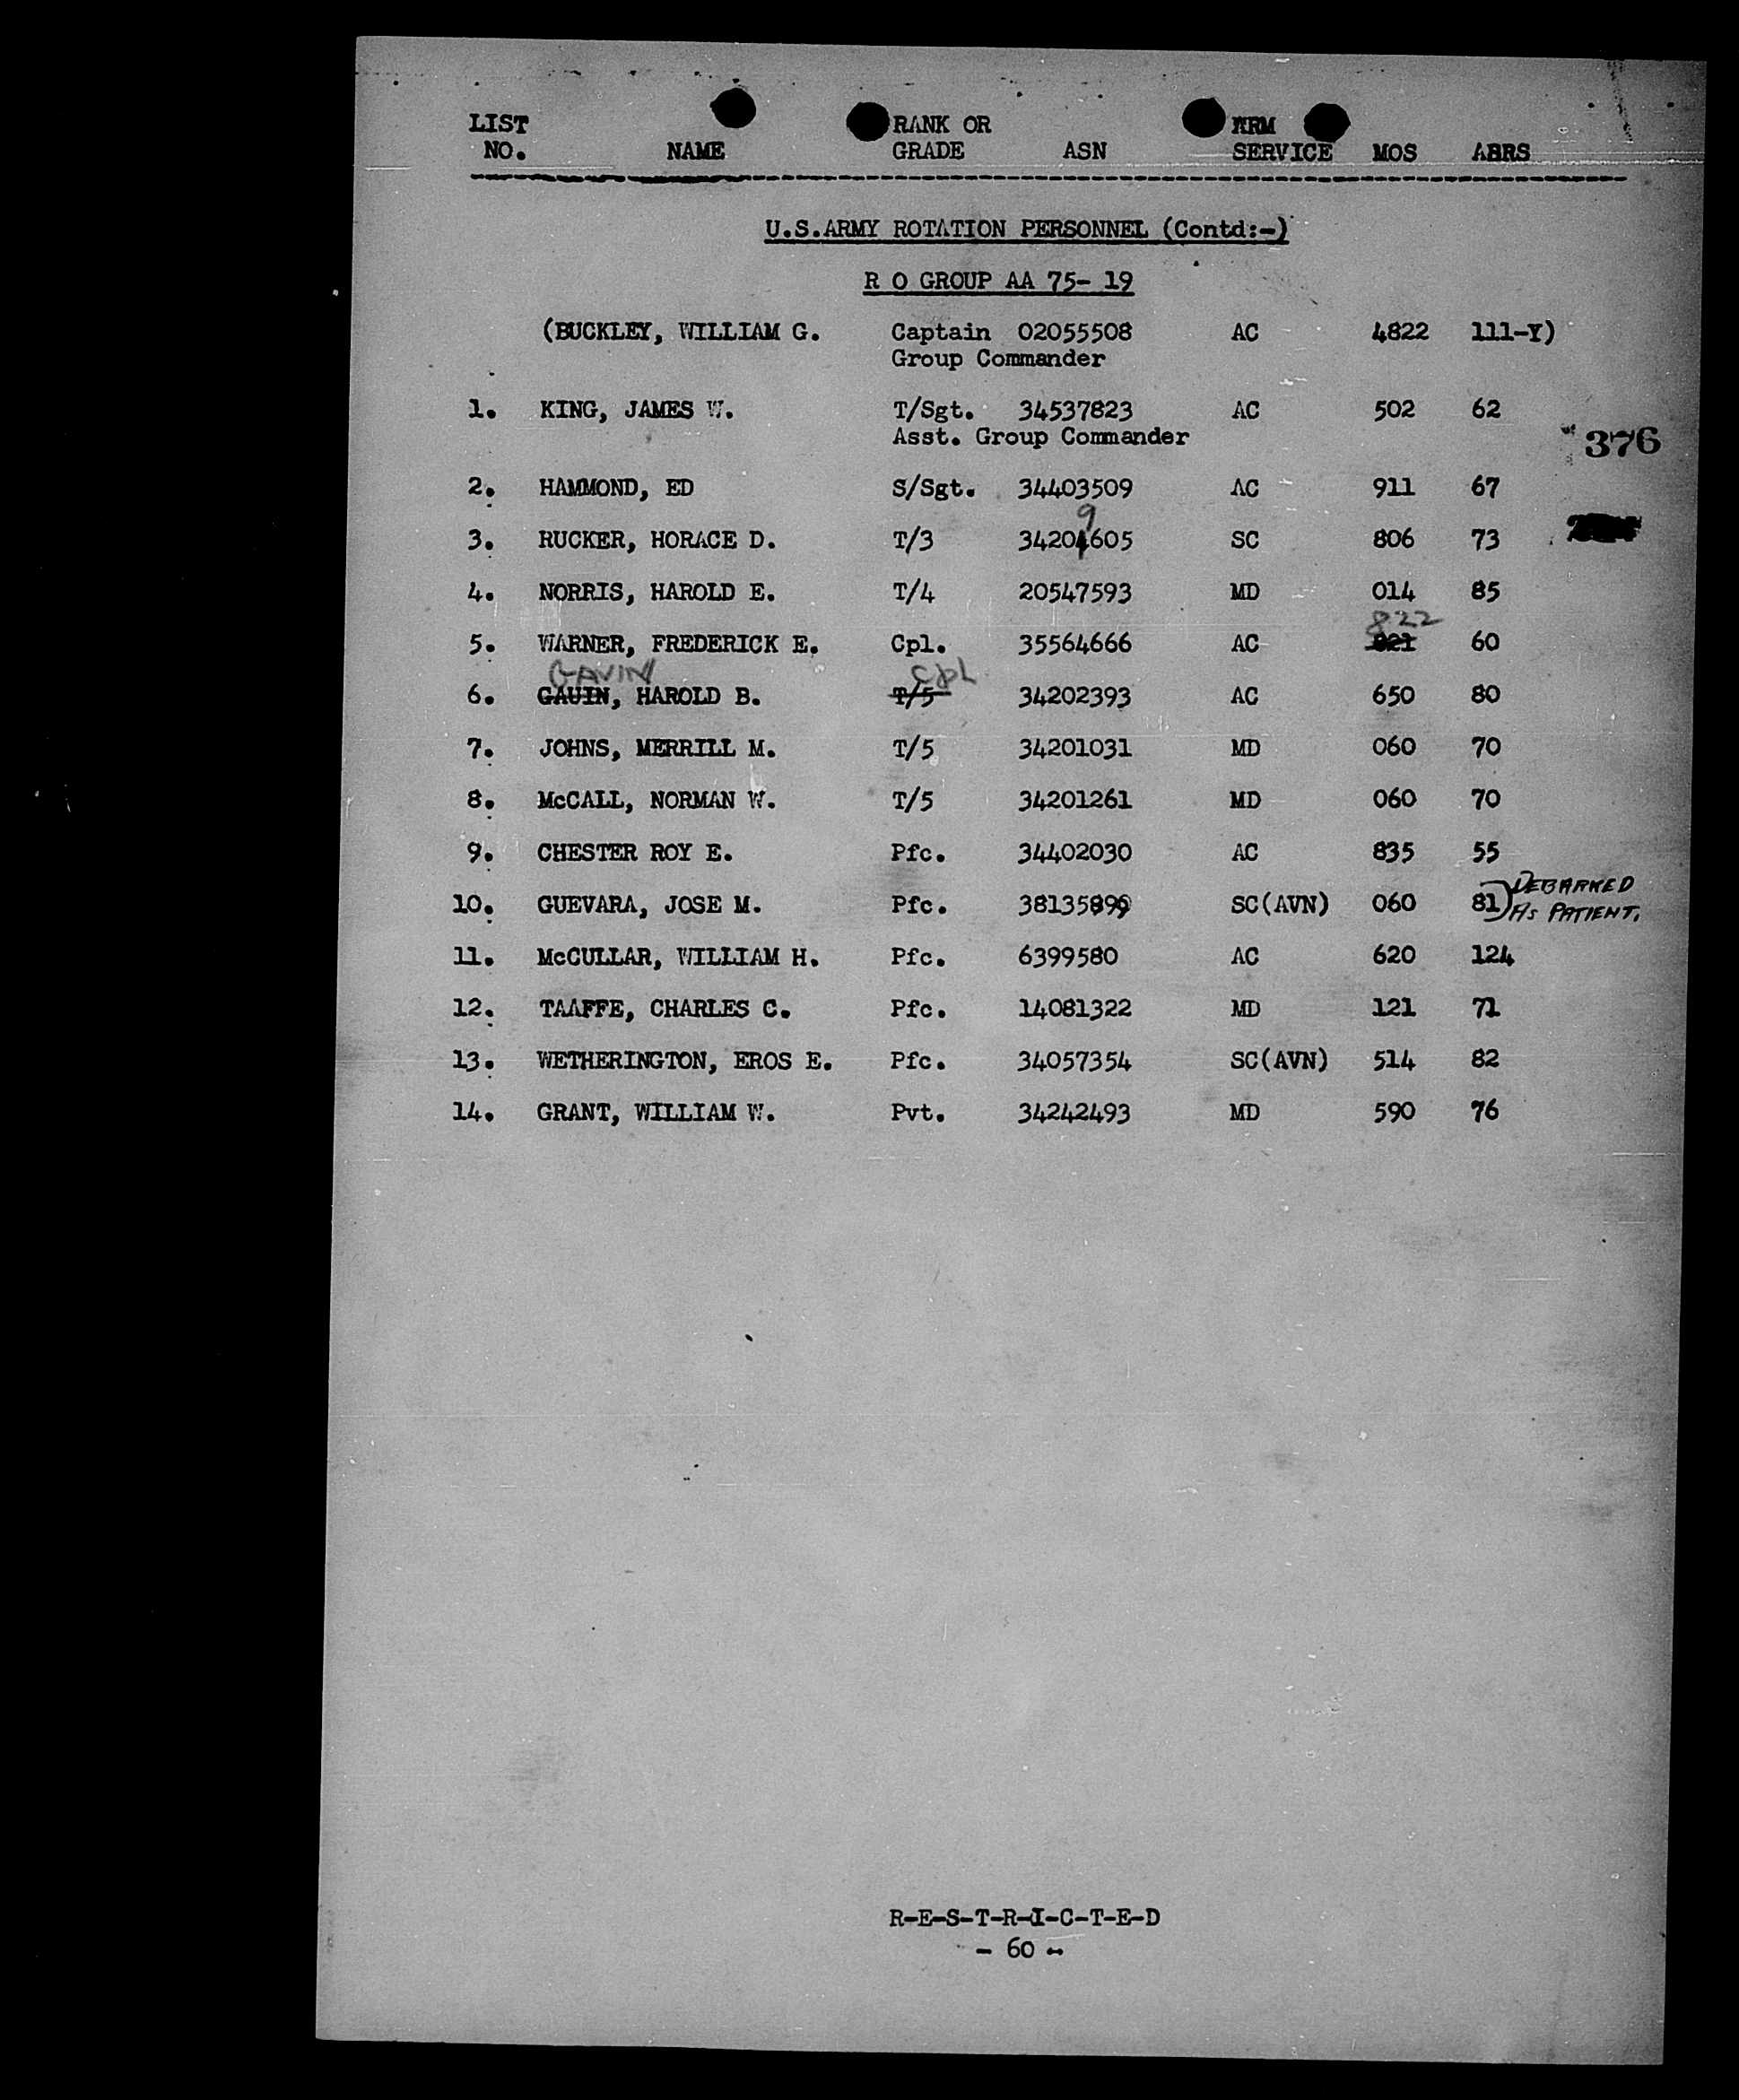 LIST RANK OR ARM
NO. NAME GRADE ASN SERVICE MOS ABRS
U.S.ARMY ROTATION PERSONNEL (Contd:-)
R O GROUP AA 75- 19
(BUCKLEY, WILLIAM G. Captain 02055508 AC 4822 111-Y)
Group Commander
1. KING, JAMES W. T/Sgt. 34537823 AC 502 62
Asst. Group Commander
376
2. HAMMOND, ED S/Sgt. 34403509 AC 911 67
9
3. RUCKER, HORACE D. T/3 34204605 SC 806 73
4. NORRIS, HAROLD E. T/4 20547593 MD 014 85
822
5. WARNER, FREDERICK E. Cpl. 35564666 AC 821 60
GAVIN Cpl
6. GAUIN, HAROLD B. T/5 34202393 AC 650 80
7. JOHNS, MERRILL M. T/5 34201031 MD 060 70
8. McCALL, NORMAN W. T/5 34201261 MD 060 70
9. CHESTER ROY E. Pfc. 34402030 AC 835 55
DEBARKED
10. GUEVARA, JOSE M. Pfc. 38135899 SC(AVN) 060 81) AS PATIENT.
11. McCULLAR, WILLIAM H. Pfc. 6399580 AC 620 124
12. TAAFFE, CHARLES C. Pfc. 14081322 MD 121 71
13. WETHERINGTON, EROS E. Pfc. 34057354 SC(AVN) 514 82
14. GRANT, WILLIAM W. Pvt. 34242493 MD 590 76
R-E-S-T-R-I-C-T-E-D
- 60 -